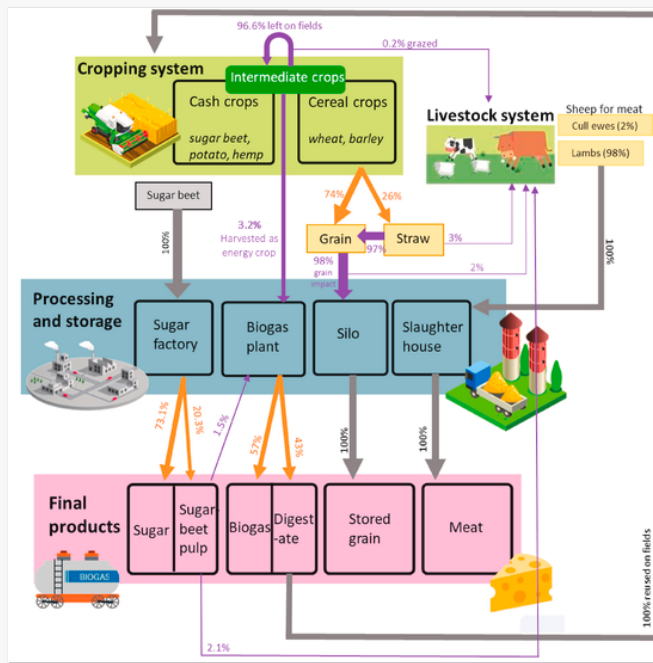 96.6% left on fields
0.2% grazed
Cropping system
Intermediate crops
Cash crops
sugar beet,
potato, hemp
Cereal crops
wheat, barley
Livestock system
Sheep for meat
Cull ewes (2%)
Lambs (98%)
Sugar beet
100%
3.2%
Harvested as
energy crop
74%
26%
Grain
Straw
97%
3%
98%
grain
impact
2%
100%
Processing
and storage
Sugar
factory
Biogas
plant
Silo
Slaughter
house
73.1%
20.3%
1.5%
57%
43%
100%
100%
Final
products
Sugar
Sugar-
beet
pulp
Biogas
Digest
-ate
Stored
grain
Meat
BIOGAS
2.1%
100% reused on fields